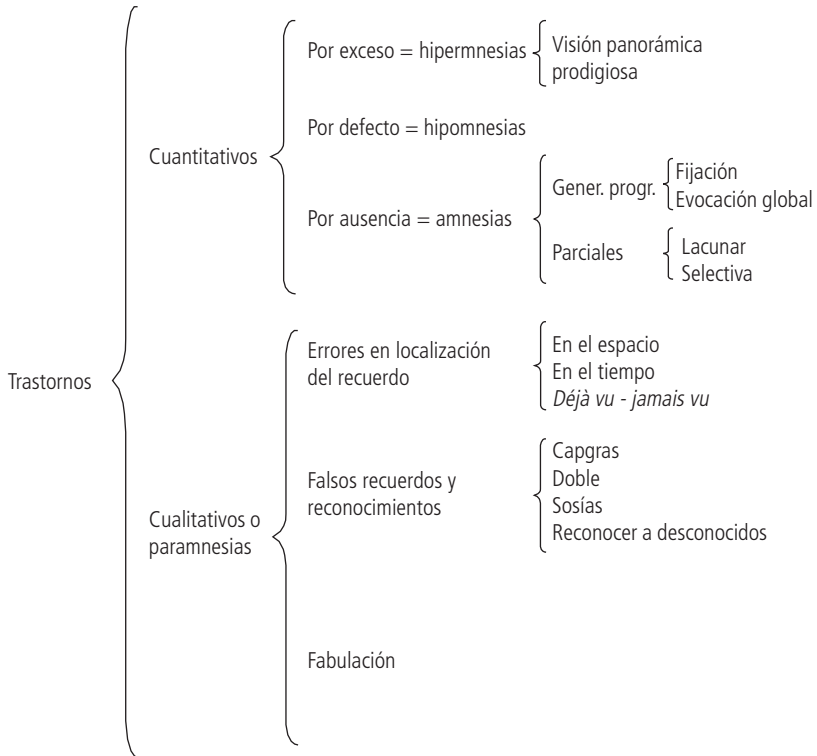 Trastornos
Cuantitativos
Por exceso = hipermnesias
Visión panorámica
prodigiosa
Por defecto = hipomnesias
Por ausencia = amnesias
Gener. progr.
Fijación
Evocación global
Parciales
Lacunar
Selectiva
Cualitativos o
paramnesias
Errores en localización
del recuerdo
En el espacio
En el tiempo
Déjà vu - jamais vu
Falsos recuerdos y
reconocimientos
Capgras
Doble
Sosías
Reconocer a desconocidos
Fabulación